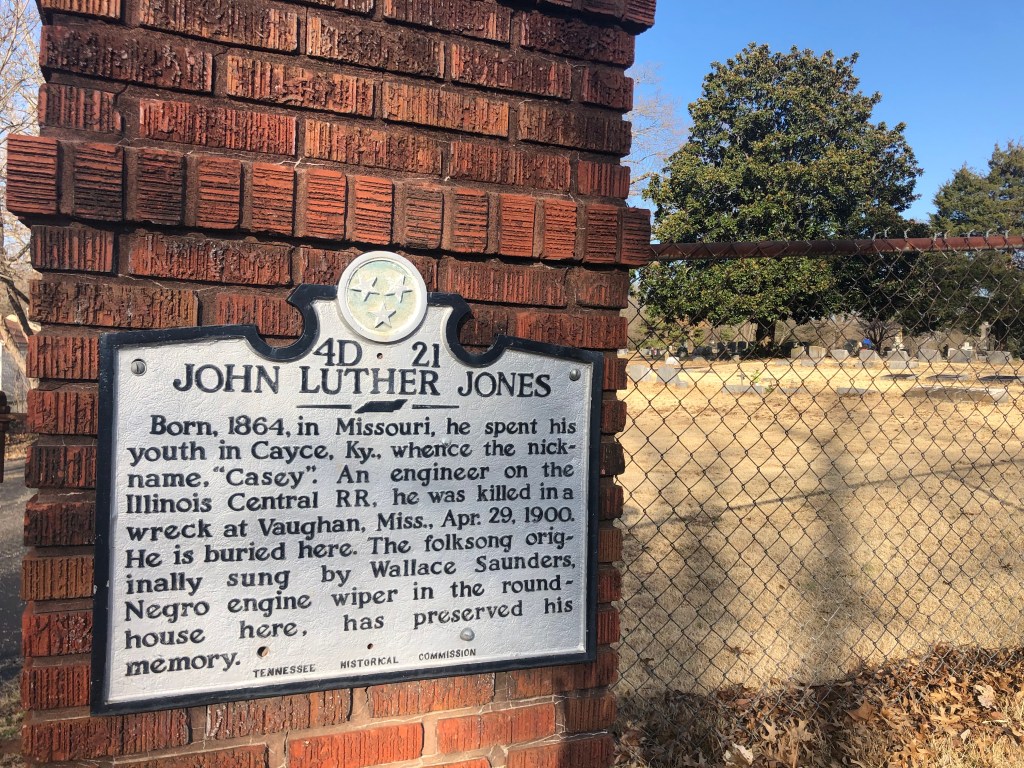 4D 21
JOHN LUTHER JONES
Born, 1864, in Missouri, he spent his
youth in Cayce, Ky., whence the nick-
name, "Casey". An engineer on the
Illinois Central RR, he was killed in a
wreck at Vaughan, Miss., Apr. 29, 1900.
He is buried here. The folksong orig-
inally sung by Wallace Saunders,
Negro engine wiper in the round-
house here, has preserved his
memory.
TENNESSEE HISTORICAL COMMISSION